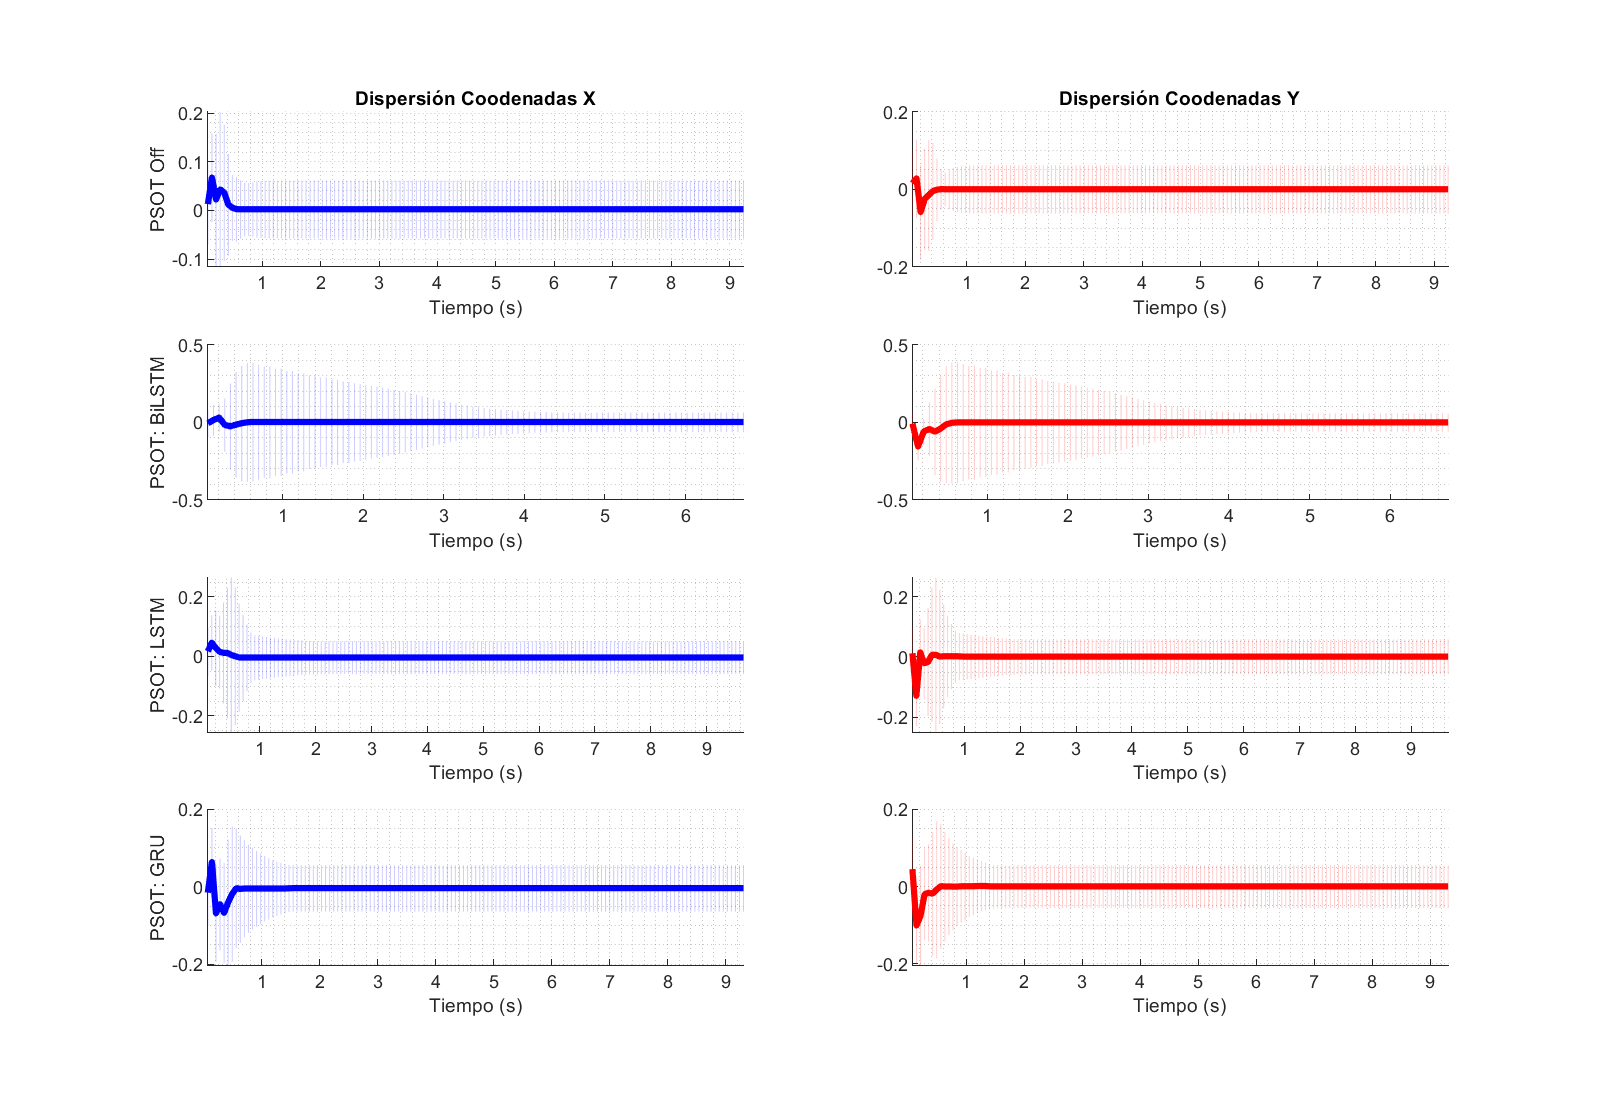 Dispersión Coodenadas X
PSOT Off
0.2
0.1
0
-0.1
1 2 3 4 5 6 7 8 9
Tiempo (s)
Dispersión Coodenadas Y
0.2
0
-0.2
1 2 3 4 5 6 7 8 9
Tiempo (s)
PSOT: BiLSTM
0.5
0
-0.5
1 2 3 4 5 6
Tiempo (s)
0.5
0
-0.5
1 2 3 4 5 6
Tiempo (s)
PSOT: LSTM
0.2
0
-0.2
1 2 3 4 5 6 7 8 9
Tiempo (s)
0.2
0
-0.2
1 2 3 4 5 6 7 8 9
Tiempo (s)
PSOT: GRU
0.2
0
-0.2
1 2 3 4 5 6 7 8 9
Tiempo (s)
0.2
0
-0.2
1 2 3 4 5 6 7 8 9
Tiempo (s)